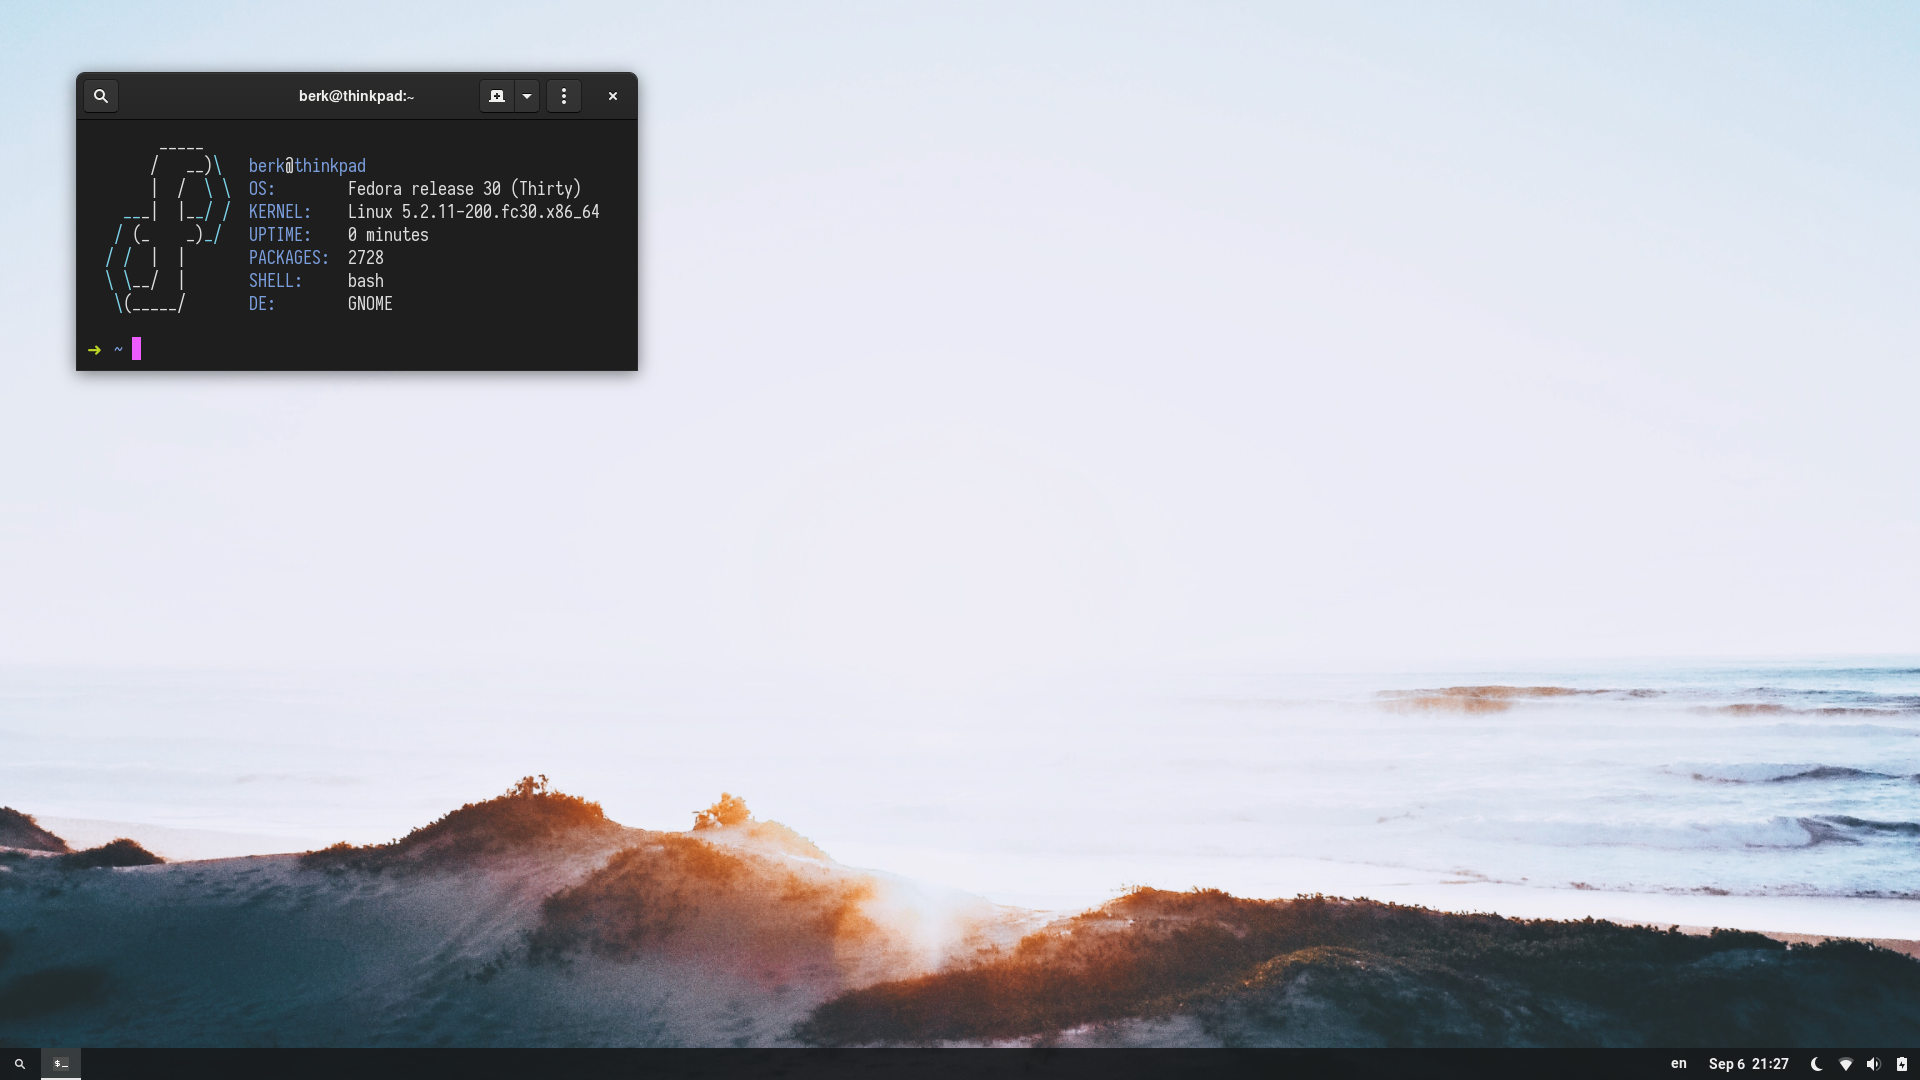 berk@thinkpad:~
berk@thinkpad
OS: Fedora release 30 (Thirty)
KERNEL: Linux 5.2.11-200.fc30.x86_64
UPTIME: 0 minutes
PACKAGES: 2728
SHELL: bash
DE: GNOME
➜ ~
$_
en Sep 6 21:27